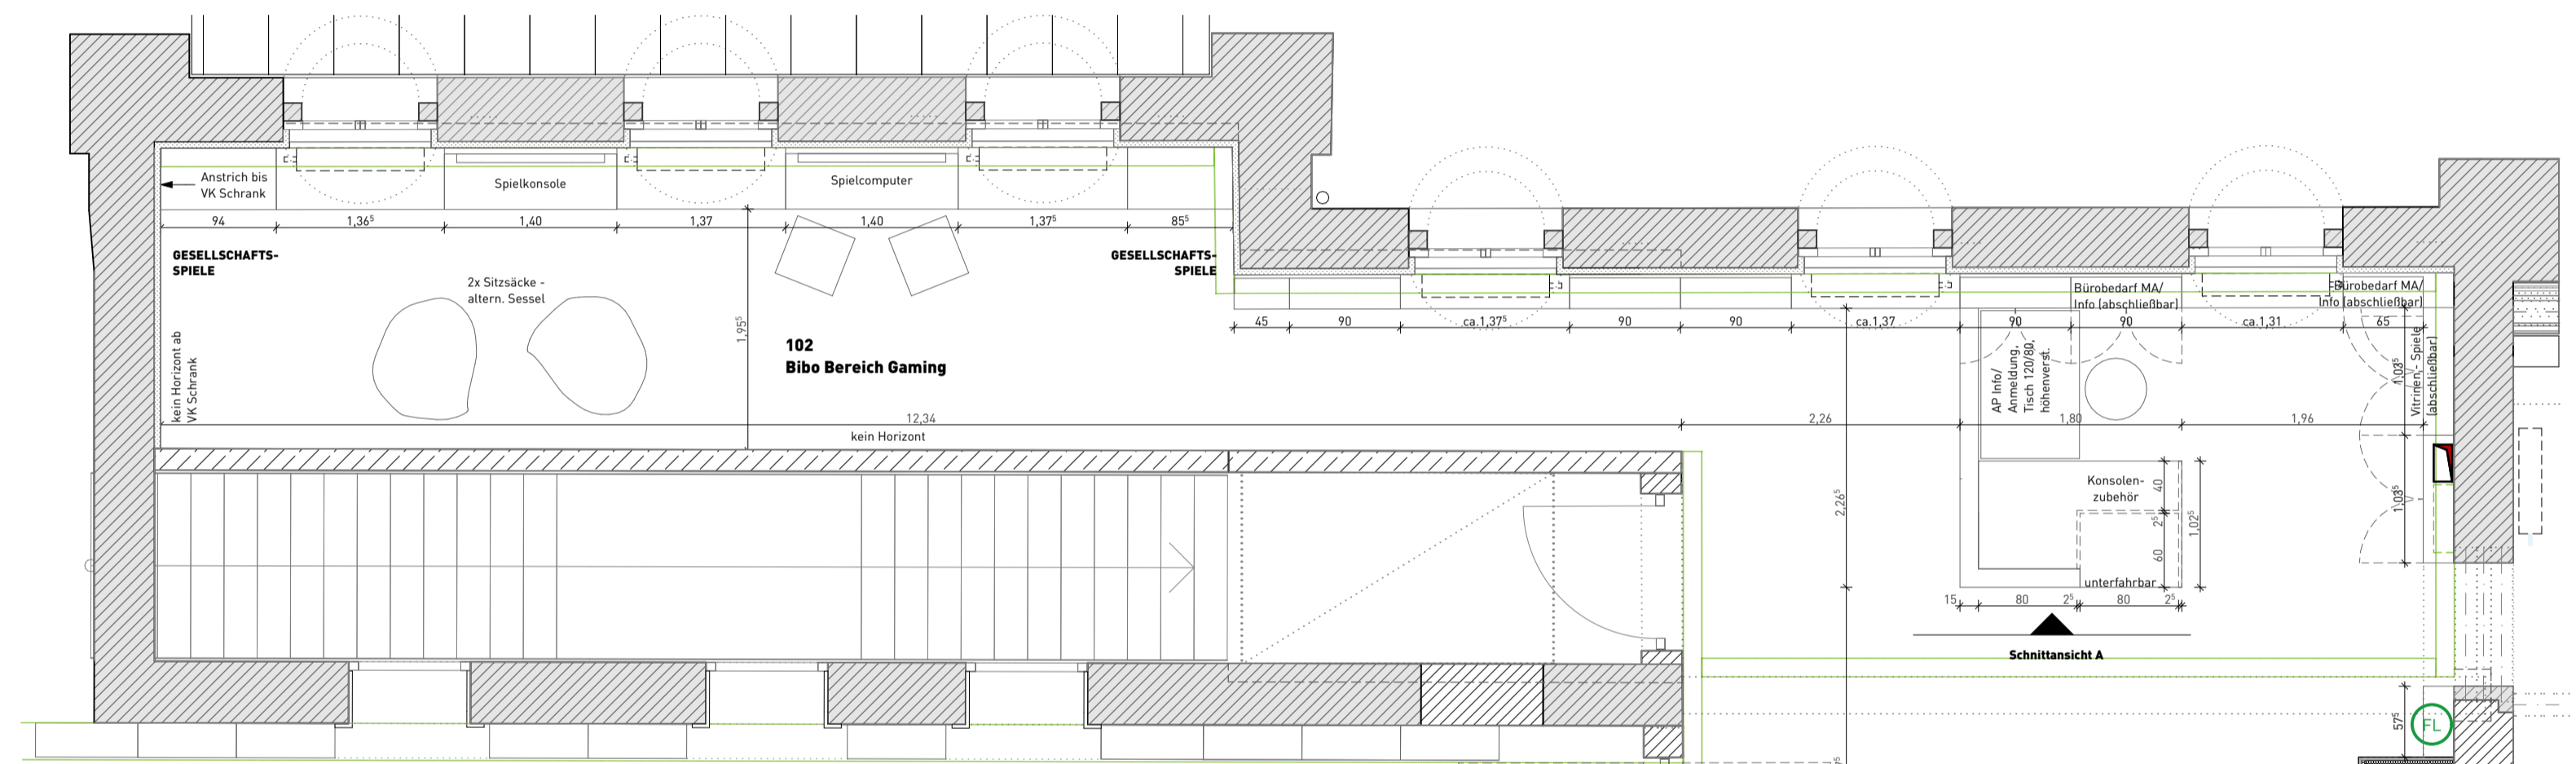 Anstrich bis
VK Schrank
Spielkonsole
Spielcomputer
94
1,36⁵
1,40
1,37
1,40
1,37⁵
85⁵
GESELLSCHAFTS-
SPIELE
GESELLSCHAFTS-
SPIELE
2x Sitzsäcke -
altern. Sessel
kein Horizont ab
VK Schrank
1,95⁵
102
Bibo Bereich Gaming
12,34
kein Horizont
45
90
ca.1,37⁵
90
90
ca.1,37
90
90
ca.1,31
65
Bürobedarf MA/
Info (abschließbar)
Bürobedarf MA/
Info (abschließbar)
AP Info/
Anmeldung,
Tisch 120/80,
höhenverst.
Vitrinen,- Spiele
(abschließbar)
1,03⁵
1,03⁵
2,26
1,80
1,96
2,26⁵
Konsolen-
zubehör
40
2⁵
60
1,02⁵
unterfahrbar
15
80
2⁵
80
2⁵
Schnittansicht A
57⁵
FL